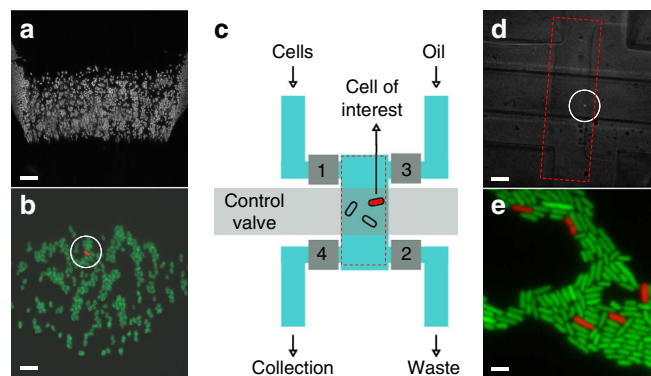 a
b
c
Cells
Oil
Cell of
interest
1
3
Control
valve
4
2
Collection
Waste
d
e